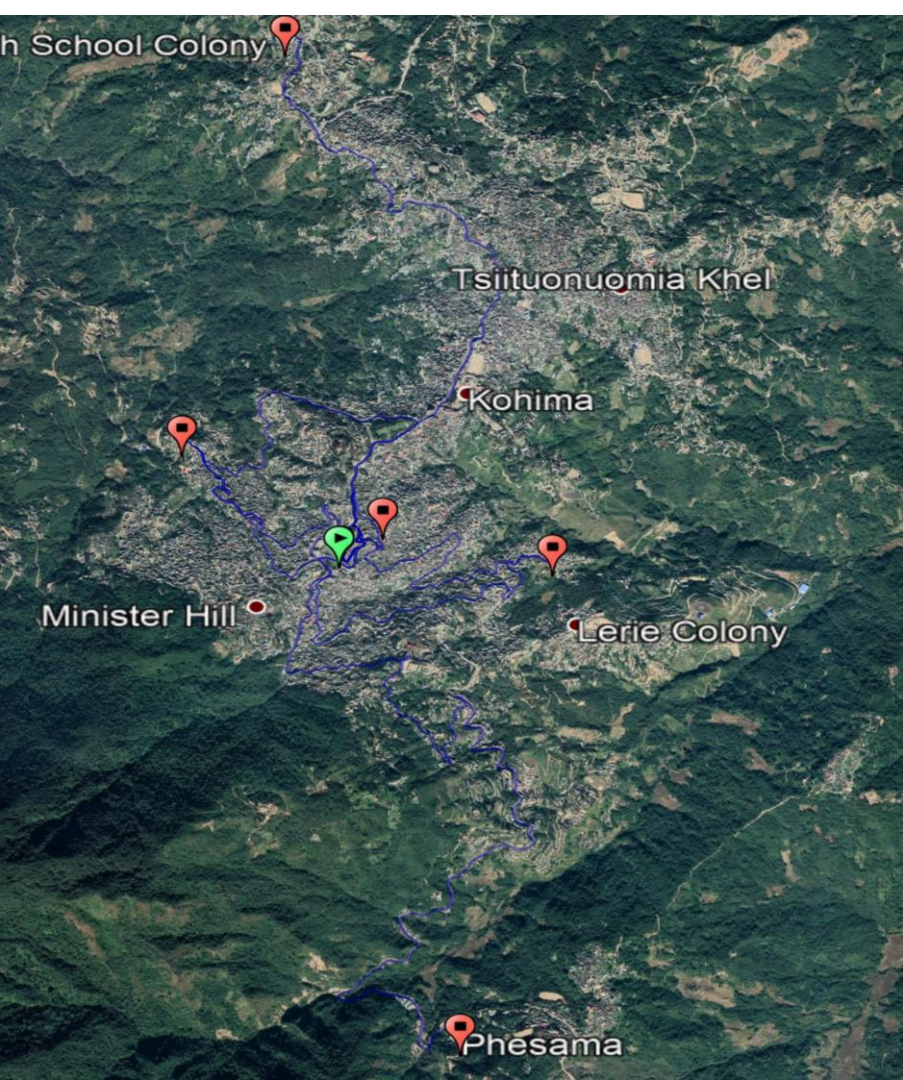 h School Colony
Tsiituonuomia Khel
Kohima
Minister Hill
Lerie Colony
Phesama